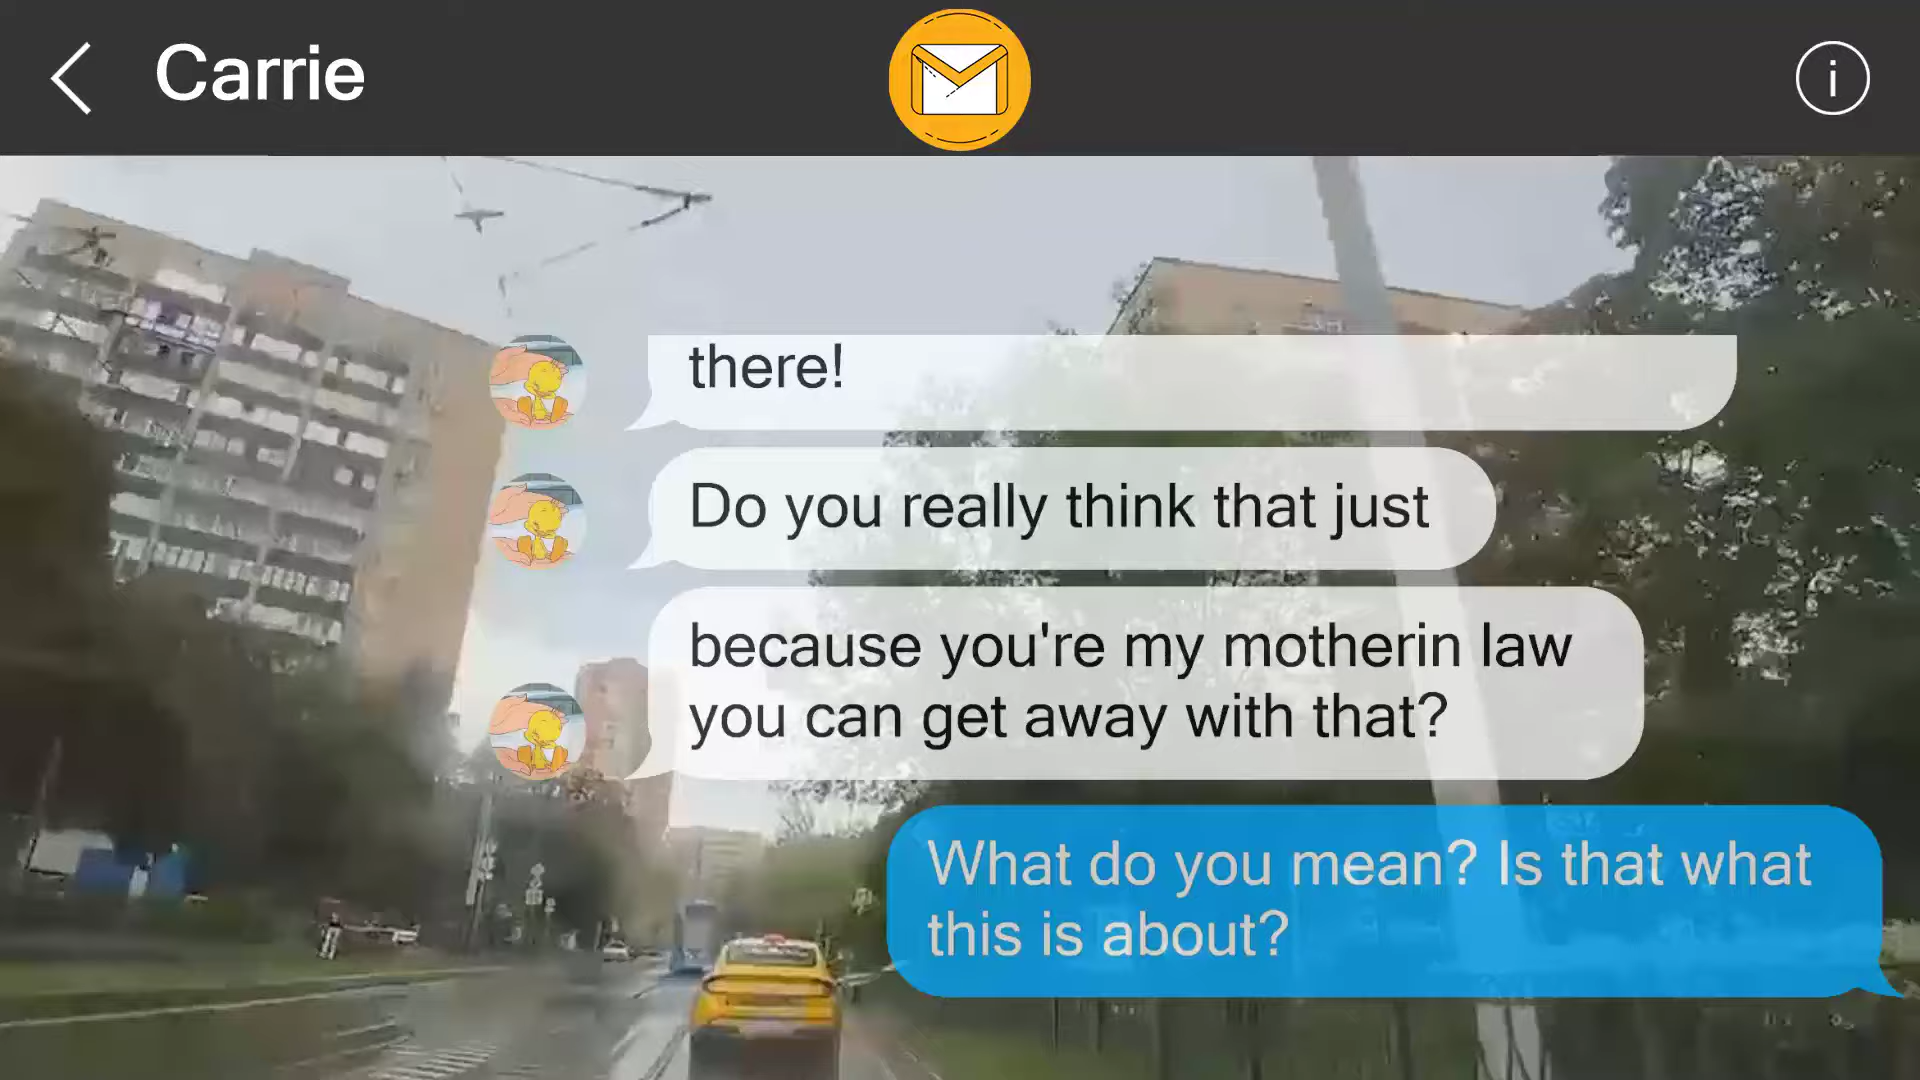 Carrie
there!
Do you really think that just
because you're my motherin law
you can get away with that?
What do you mean? Is that what
this is about?